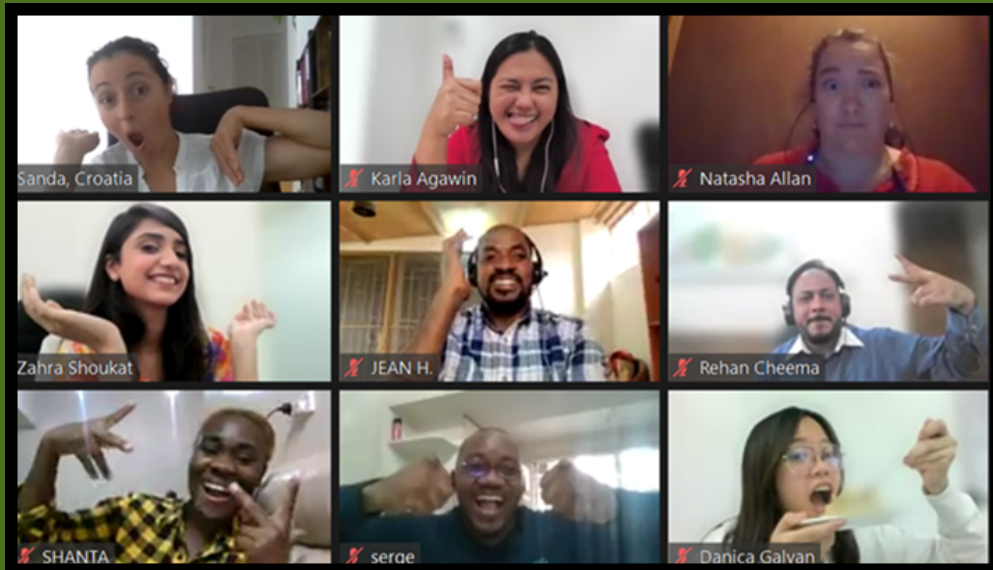 Sanda, Croatia
Karla Agawin
Natasha Allan
Zahra Shoukat
JEAN H.
Rehan Cheema
SHANTA
serge
Danica Galvan